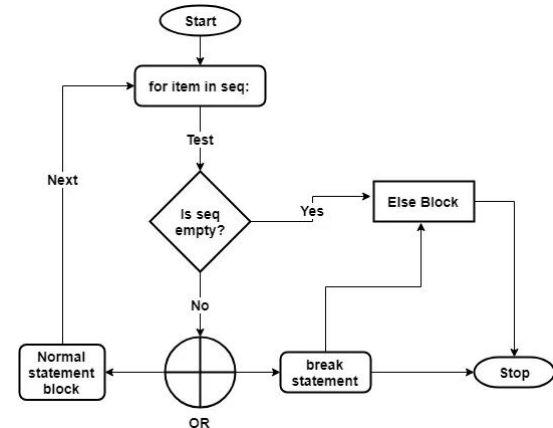 Start
for item in seq:
Test
Next
Is seq
empty?
Yes
Else Block
No
Normal
statement
block
break
statement
Stop
OR